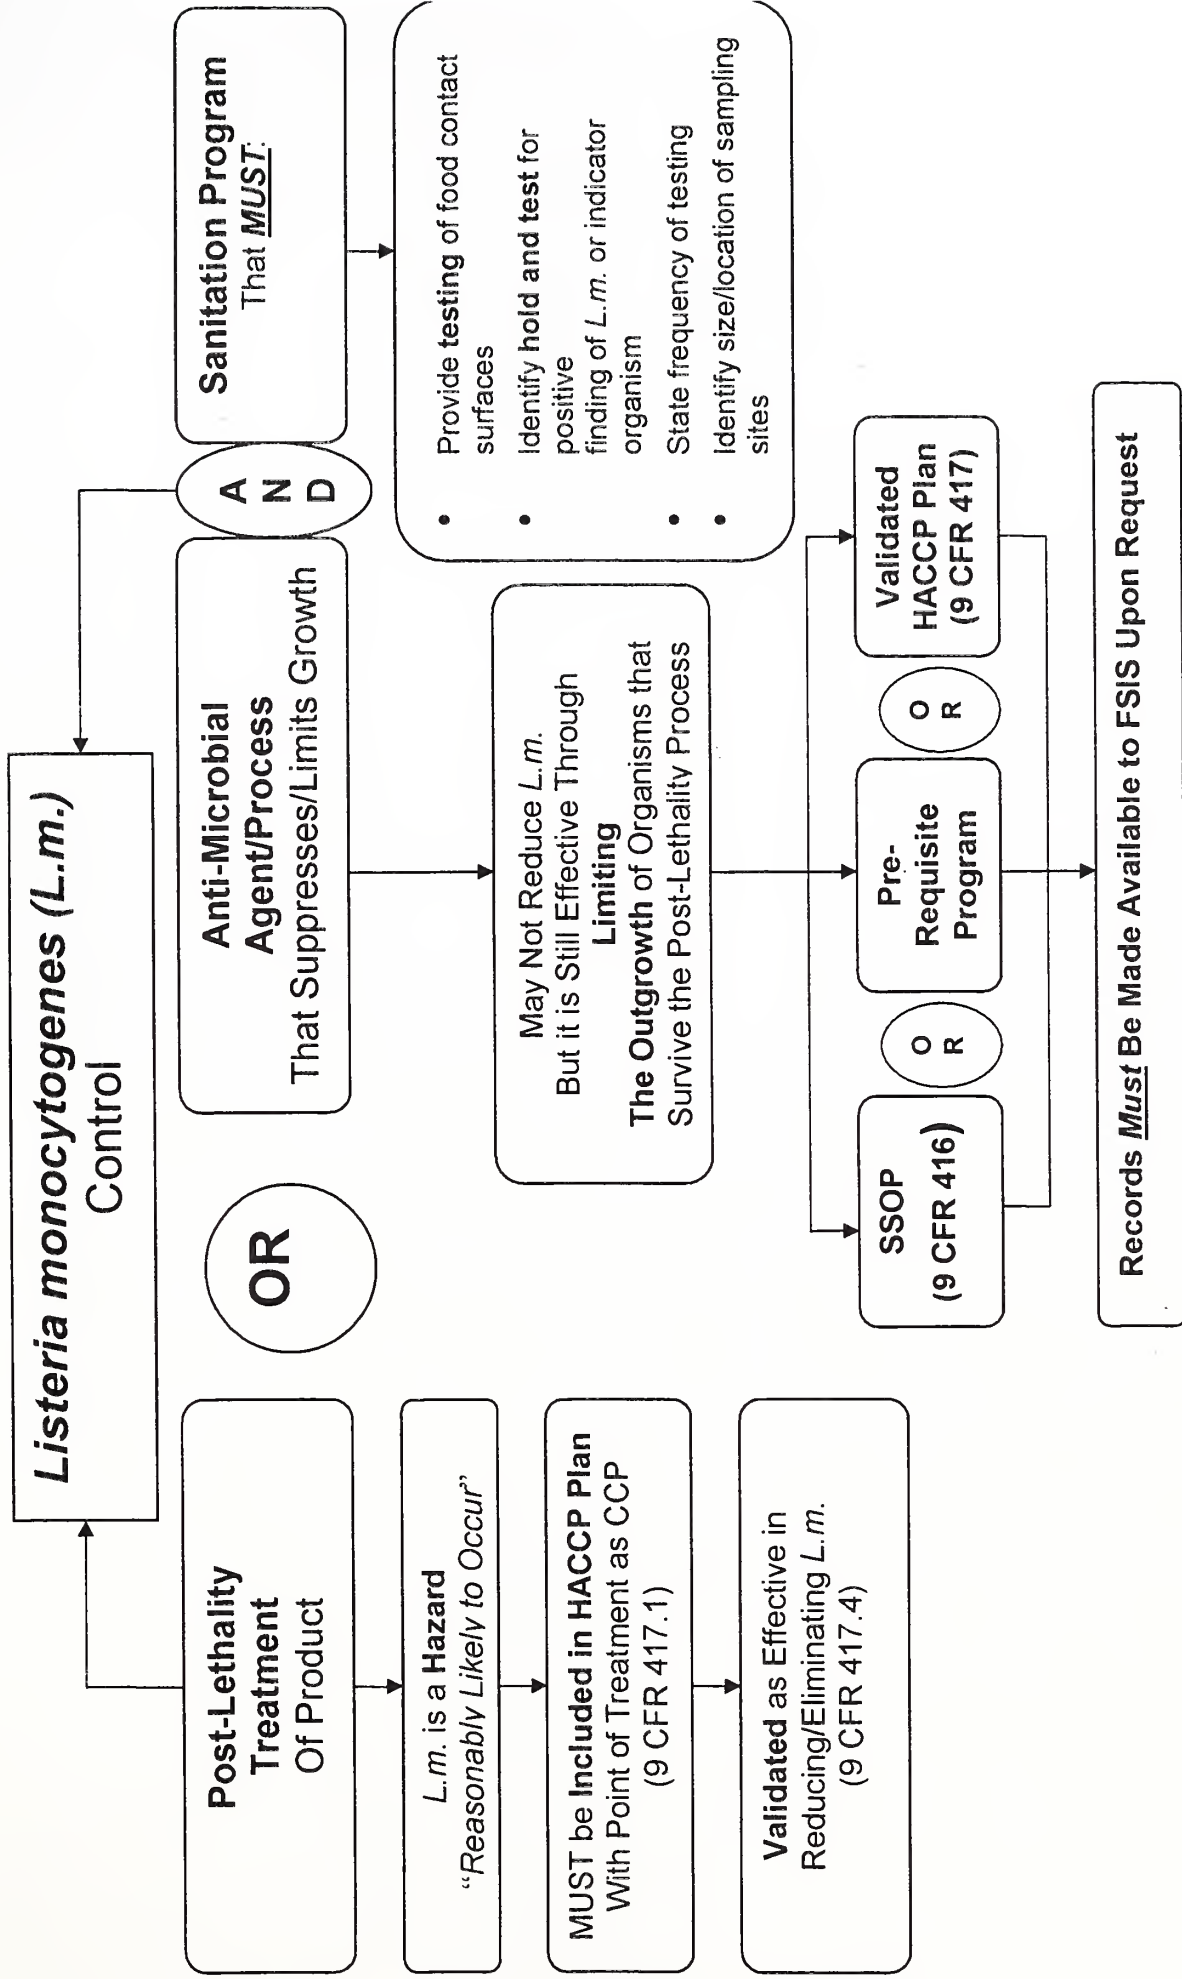 Listeria monocytogenes (L.m.)
Control
Post-Lethality
Treatment
Of Product
L.m. is a Hazard
“Reasonably Likely to Occur”
MUST be Included in HACCP Plan
With Point of Treatment as CCP
(9 CFR 417.1)
Validated as Effective in
Reducing/Eliminating L.m.
(9 CFR 417.4)
OR
Anti-Microbial
Agent/Process
That Suppresses/Limits Growth
May Not Reduce L.m.
But it is Still Effective Through
Limiting
The Outgrowth of Organisms that
Survive the Post-Lethality Process
SSOP
(9 CFR 416)
O
R
Pre-
Requisite
Program
O
R
Validated
HACCP Plan
(9 CFR 417)
Records Must Be Made Available to FSIS Upon Request
A
N
D
Sanitation Program
That MUST:
• Provide testing of food contact
surfaces
• Identify hold and test for
positive
finding of L.m. or indicator
organism
• State frequency of testing
• Identify size/location of sampling
sites